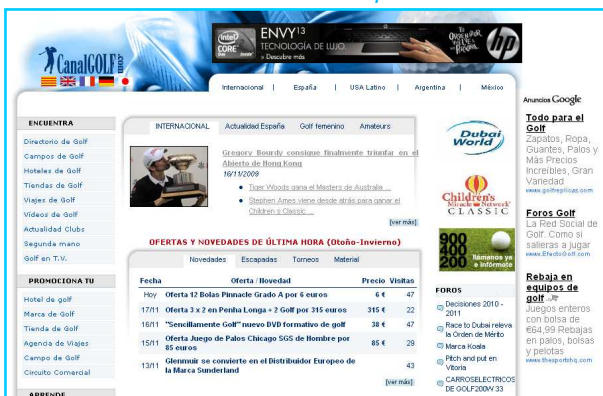 ENVY13
TECNOLOGÍA DE LUJO.
» Descubre más
intel
CORE
hp
CanalGOLF.com
Internacional | España | USA Latino | Argentina | México
Anuncios Google
ENCUENTRA
Directorio de Golf
Campos de Golf
Hoteles de Golf
Tiendas de Golf
Viajes de Golf
Vídeos de Golf
Actualidad Clubs
Segunda mano
Golf en T.V.
PROMOCIONA TU
Hotel de golf
Marca de Golf
Tienda de Golf
Agencia de Viajes
Campo de Golf
Circuito Comercial
APRENDE
INTERNACIONAL Actualidad España Golf femenino Amateurs
Gregory Bourdy consigue finalmente triunfar en el
Abierto de Hong Kong
16/11/2009
Tiger Woods gana el Masters de Australia ...
Stephen Ames viene desde atrás para ganar el
Children s Classic ...
[ver más]
OFERTAS Y NOVEDADES DE ÚLTIMA HORA (Otoño-Invierno)
Novedades Escapadas Torneos Material
Fecha Oferta / Novedad Precio Visitas
Hoy Oferta 12 Bolas Pinnacle Grado A por 6 euros 6 € 47
17/11 Oferta 3 x 2 en Penha Longa + 2 Golf por 315 euros 315 € 22
16/11 "Sencillamente Golf" nuevo DVD formativo de golf 38 € 47
15/11 Oferta Juego de Palos Chicago SGS de Hombre por
85 euros 85 € 29
13/11 Glenmuir se convierte en el Distribuidor Europeo de
la Marca Sunderland 43
[ver más]
Dubai
World
Children's
Miracle Network
CLASSIC
900
400
200
llámanos ya
e infórmate
FOROS
Decisiones 2010 -
2011
Race to Dubai releva
la Orden de Mérito
Marca Koala
Pitch and put en
Vitoria
CARROSELECTRICOS
DE GOLF200W 33
Todo para el
Golf
Zapatos, Ropa,
Guantes, Palos y
Más Precios
Increibles, Gran
Variedad
www.golfreplicas.com
Foros Golf
La Red Social de
Golf. Como si
salieras a jugar
www.EfectoGolf.com
Rebaja en
equipos de
golf
Juegos enteros
con bolsa de
€64,99 Rebajas
en palos, bolsas
y pelotas
www.thesportshq.com